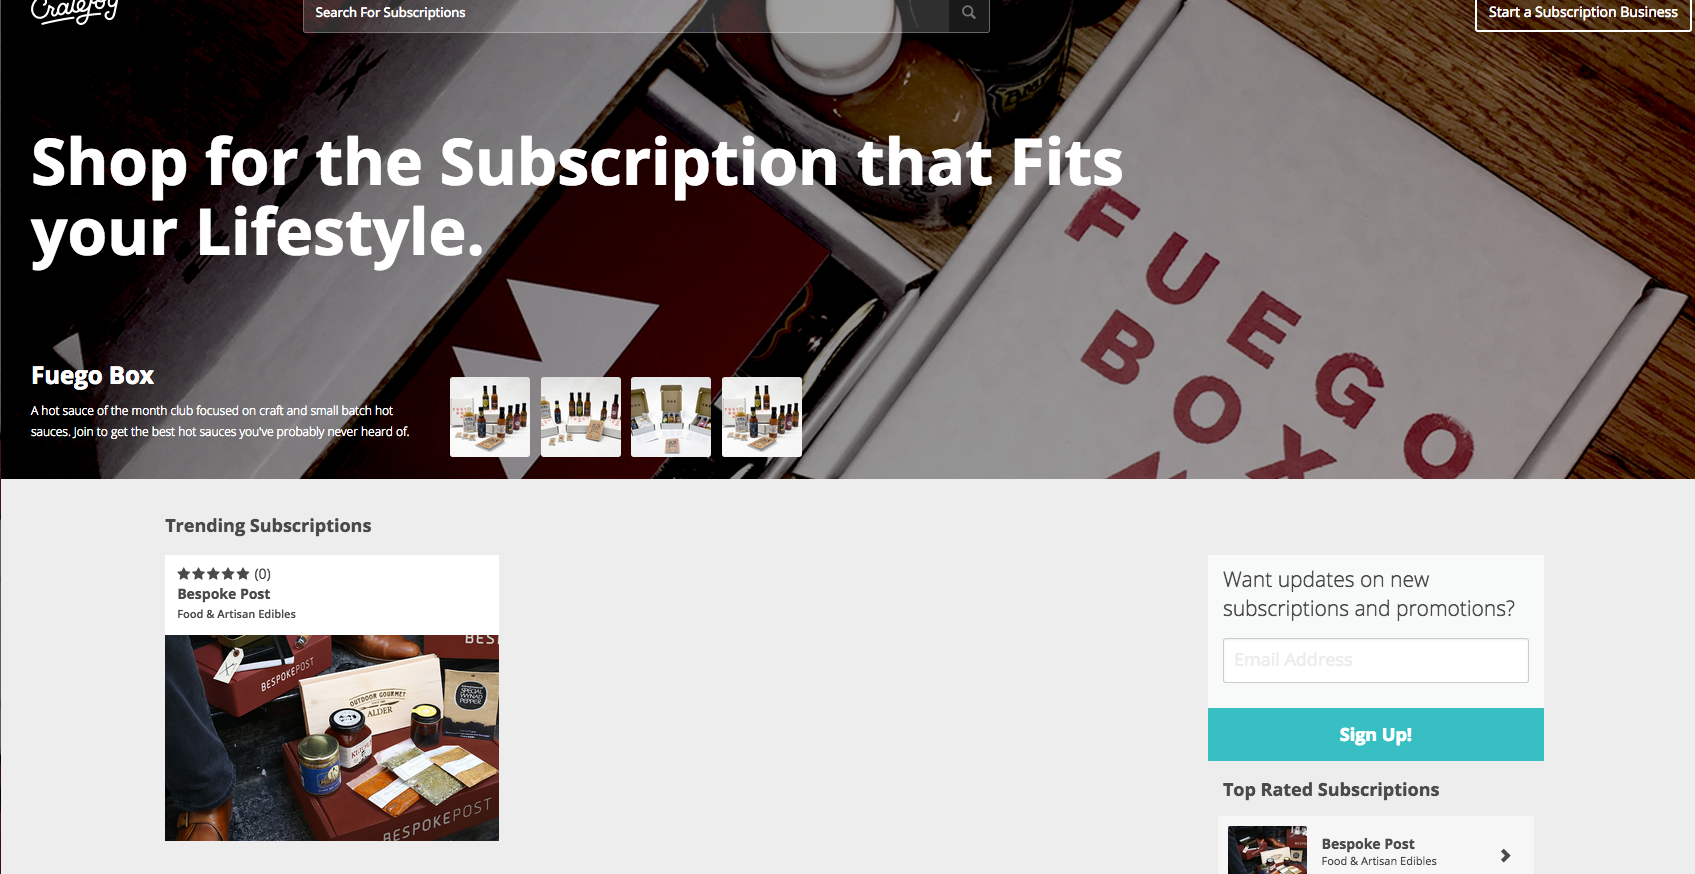 Cratejoy
Search For Subscriptions
Start a Subscription Business
Shop for the Subscription that Fits
your Lifestyle.
FUEGO
BOX
Fuego Box
A hot sauce of the month club focused on craft and small batch hot
sauces. Join to get the best hot sauces you've probably never heard of.
Trending Subscriptions
(0)
Bespoke Post
Food & Artisan Edibles
BES
BESPOKEPOST
OUTDOOR GOURMET
ALDER
SPECIAL
WYNAD
PEPPER
BESPOKEPOST
Want updates on new
subscriptions and promotions?
Email Address
Sign Up!
Top Rated Subscriptions
Bespoke Post
Food & Artisan Edibles